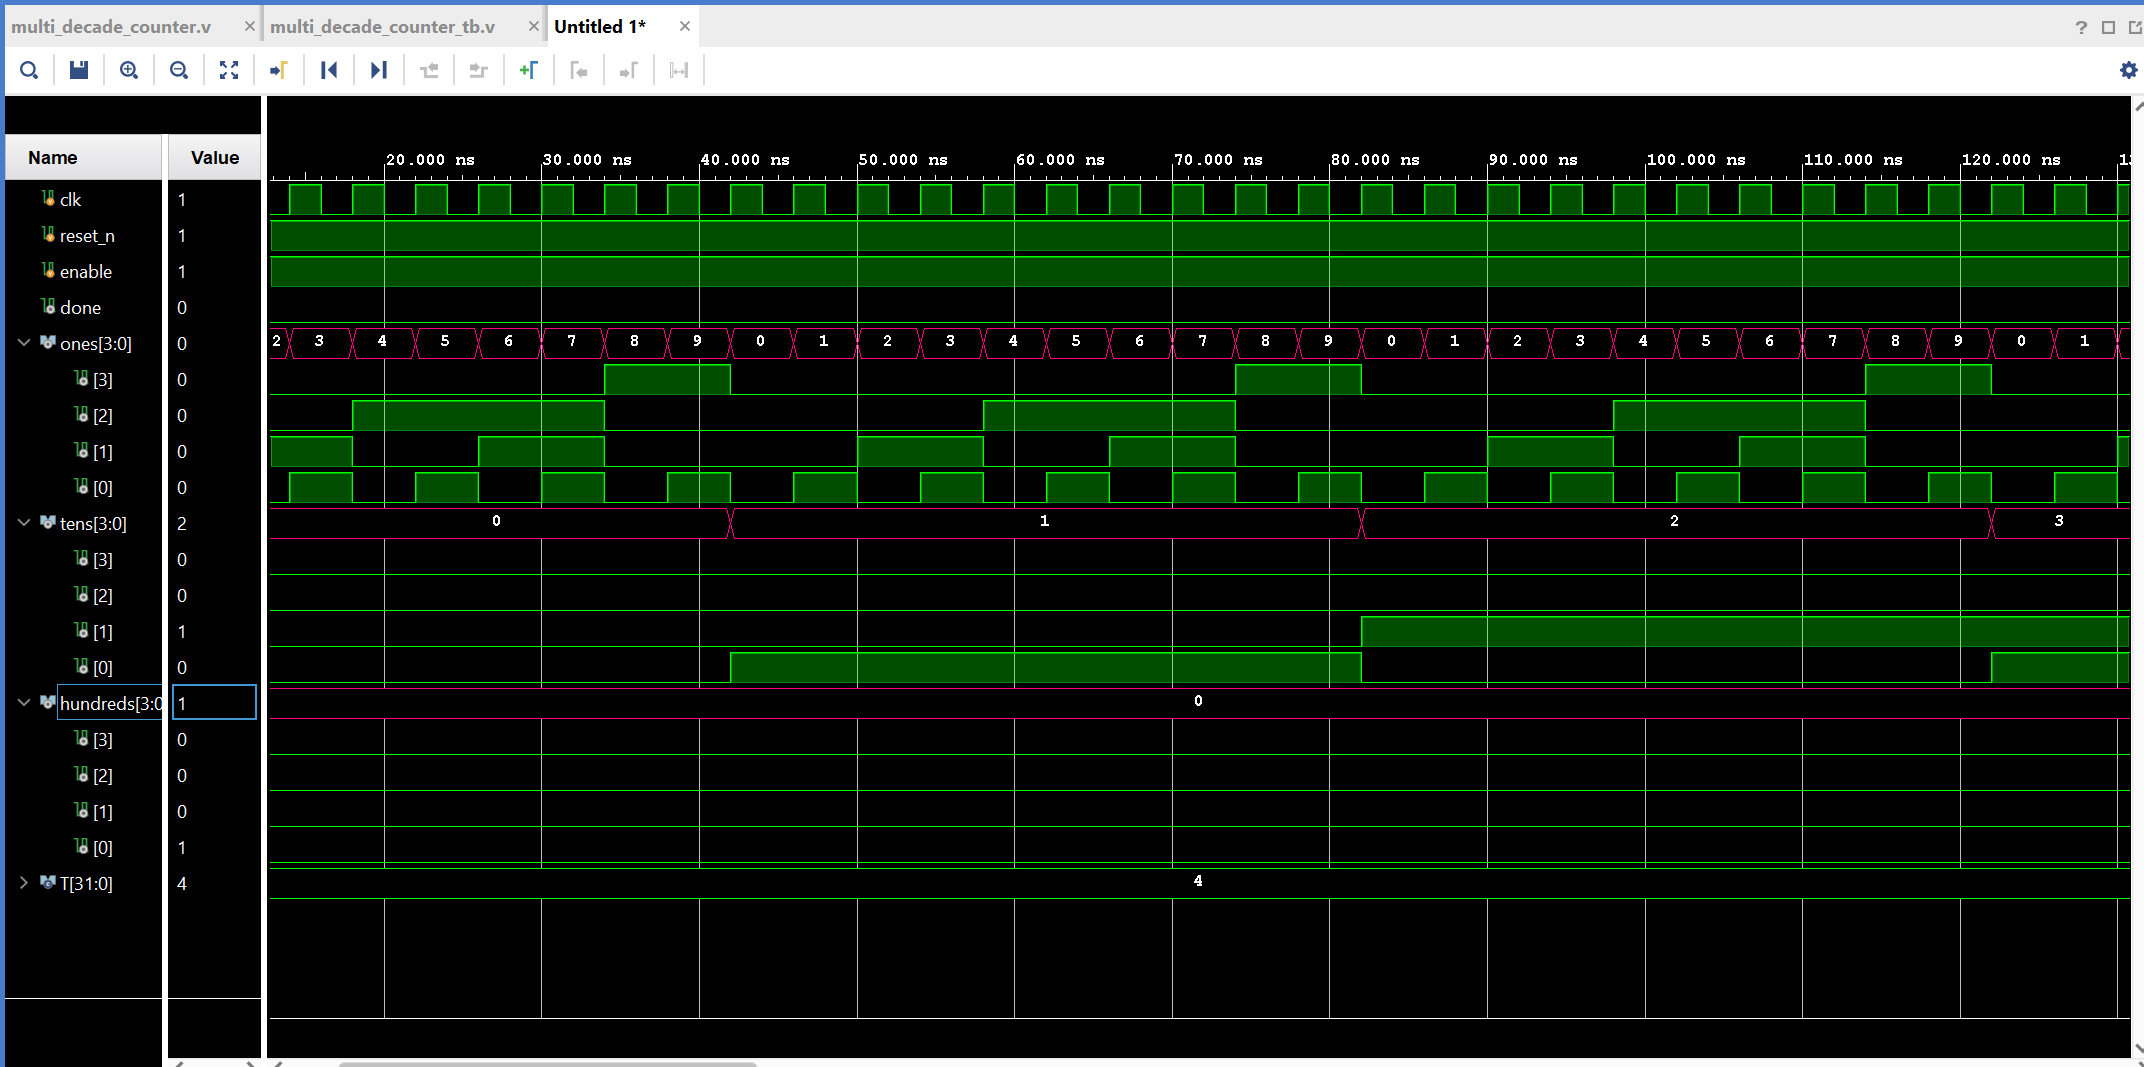 multi_decade_counter.v multi_decade_counter_tb.v Untitled 1*
Name Value
20.000 ns 30.000 ns 40.000 ns 50.000 ns 60.000 ns 70.000 ns 80.000 ns 90.000 ns 100.000 ns 110.000 ns 120.000 ns
clk 1
reset_n 1
enable 1
done 0
ones[3:0] 0 2 3 4 5 6 7 8 9 0 1 2 3 4 5 6 7 8 9 0 1 2 3 4 5 6 7 8 9 0 1
[3] 0
[2] 0
[1] 0
[0] 0
tens[3:0] 2 0 1 2 3
[3] 0
[2] 0
[1] 1
[0] 0
hundreds[3:0 1 0
[3] 0
[2] 0
[1] 0
[0] 1
T[31:0] 4 4